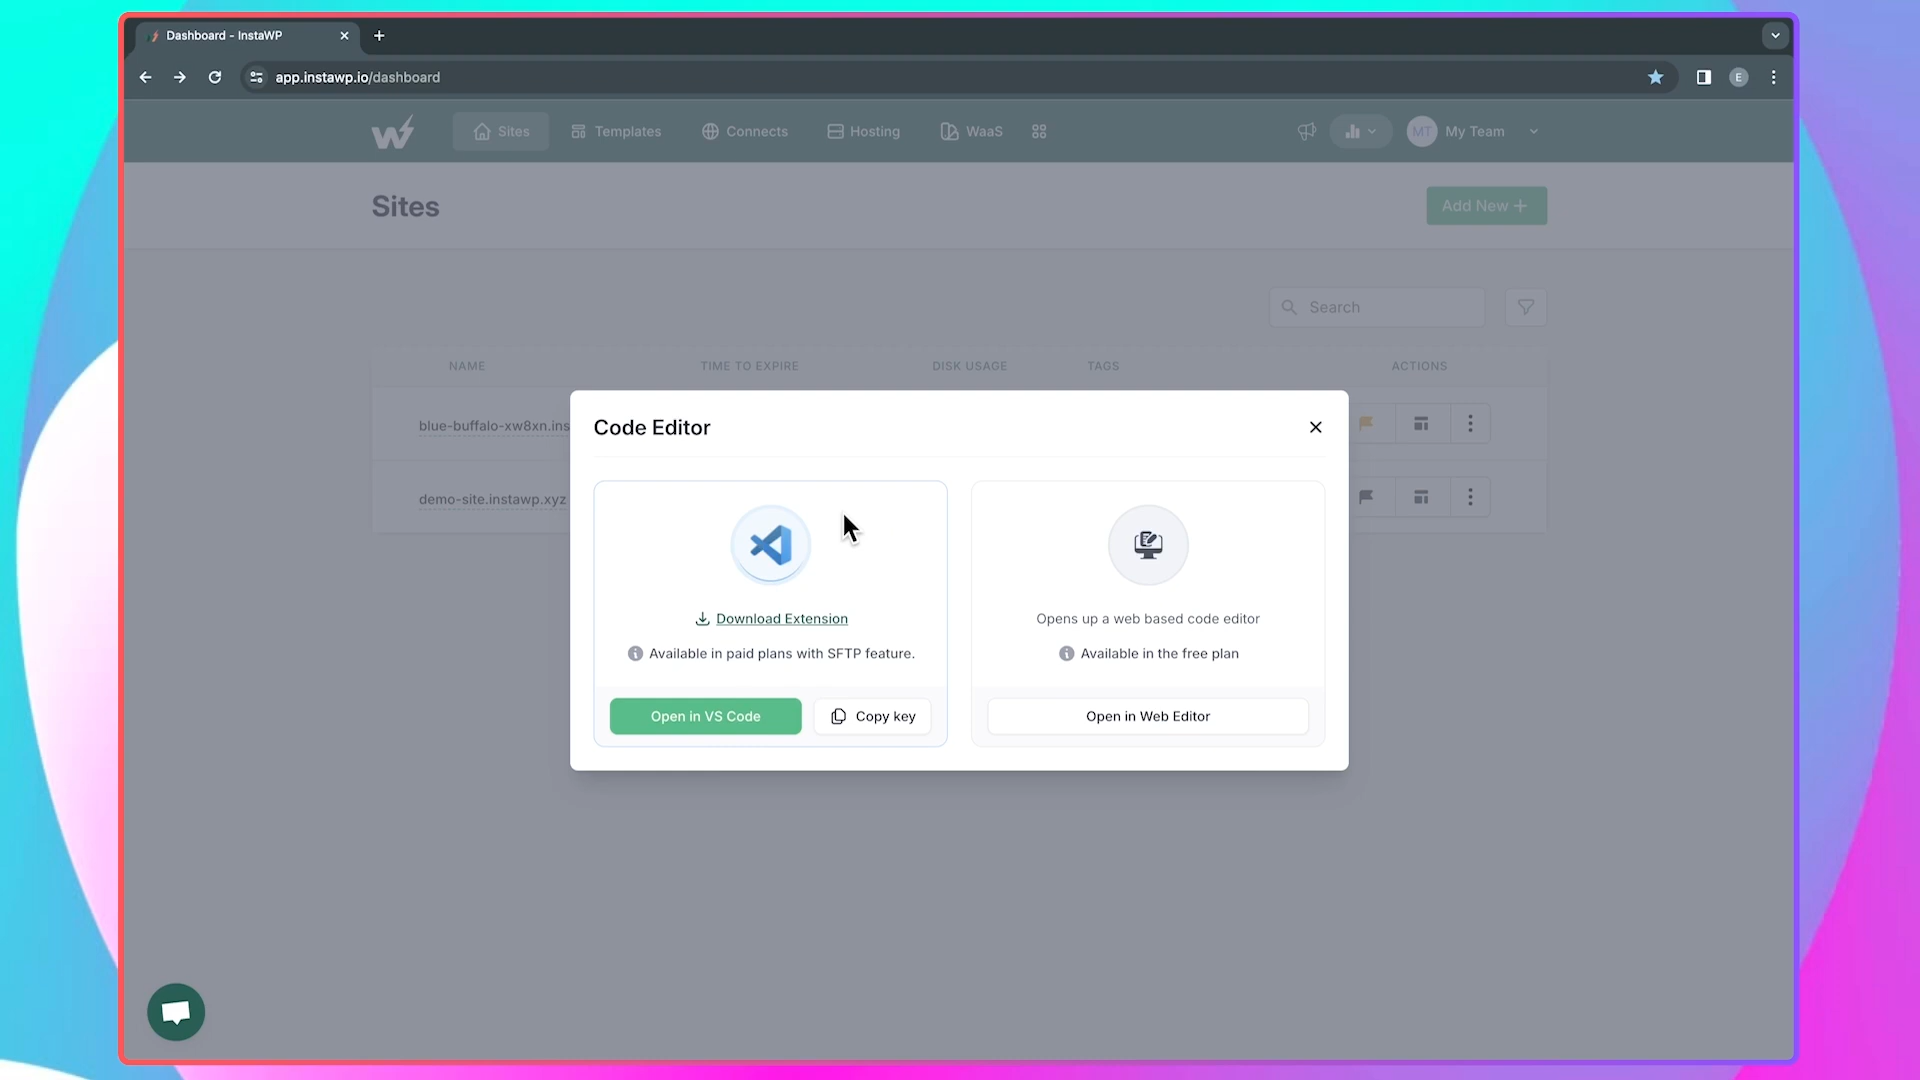 Dashboard - InstaWP
app.instawp.io/dashboard
E
Sites
Templates
Connects
Hosting
WaaS
MT
My Team
Sites
Add New +
Search
NAME
TIME TO EXPIRE
DISK USAGE
TAGS
ACTIONS
blue-buffalo-xw8xn.ins
demo-site.instawp.xyz
Code Editor
Download Extension
Available in paid plans with SFTP feature.
Open in VS Code
Copy key
Opens up a web based code editor
Available in the free plan
Open in Web Editor